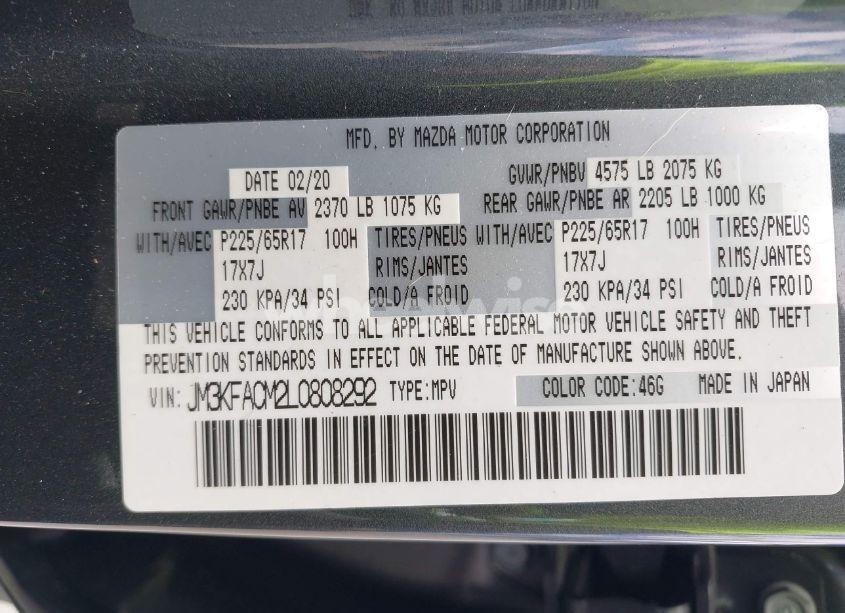 MFD. BY MAZDA MOTOR CORPORATION
DATE 02/20 GVWR/PNBV 4575 LB 2075 KG
FRONT GAWR/PNBE AV 2370 LB 1075 KG REAR GAWR/PNBE AR 2205 LB 1000 KG
WITH/AVEC P225/65R17 100H TIRES/PNEUS WITH/AVEC P225/65R17 100H TIRES/PNEUS
17X7J RIMS/JANTES 17X7J RIMS/JANTES
230 KPA/34 PSI COLD/A FROID 230 KPA/34 PSI COLD/A FROID
THIS VEHICLE CONFORMS TO ALL APPLICABLE FEDERAL MOTOR VEHICLE SAFETY AND THEFT
PREVENTION STANDARDS IN EFFECT ON THE DATE OF MANUFACTURE SHOWN ABOVE.
VIN: JM3KFACM2L0808292 TYPE:MPV COLOR CODE:46G MADE IN JAPAN